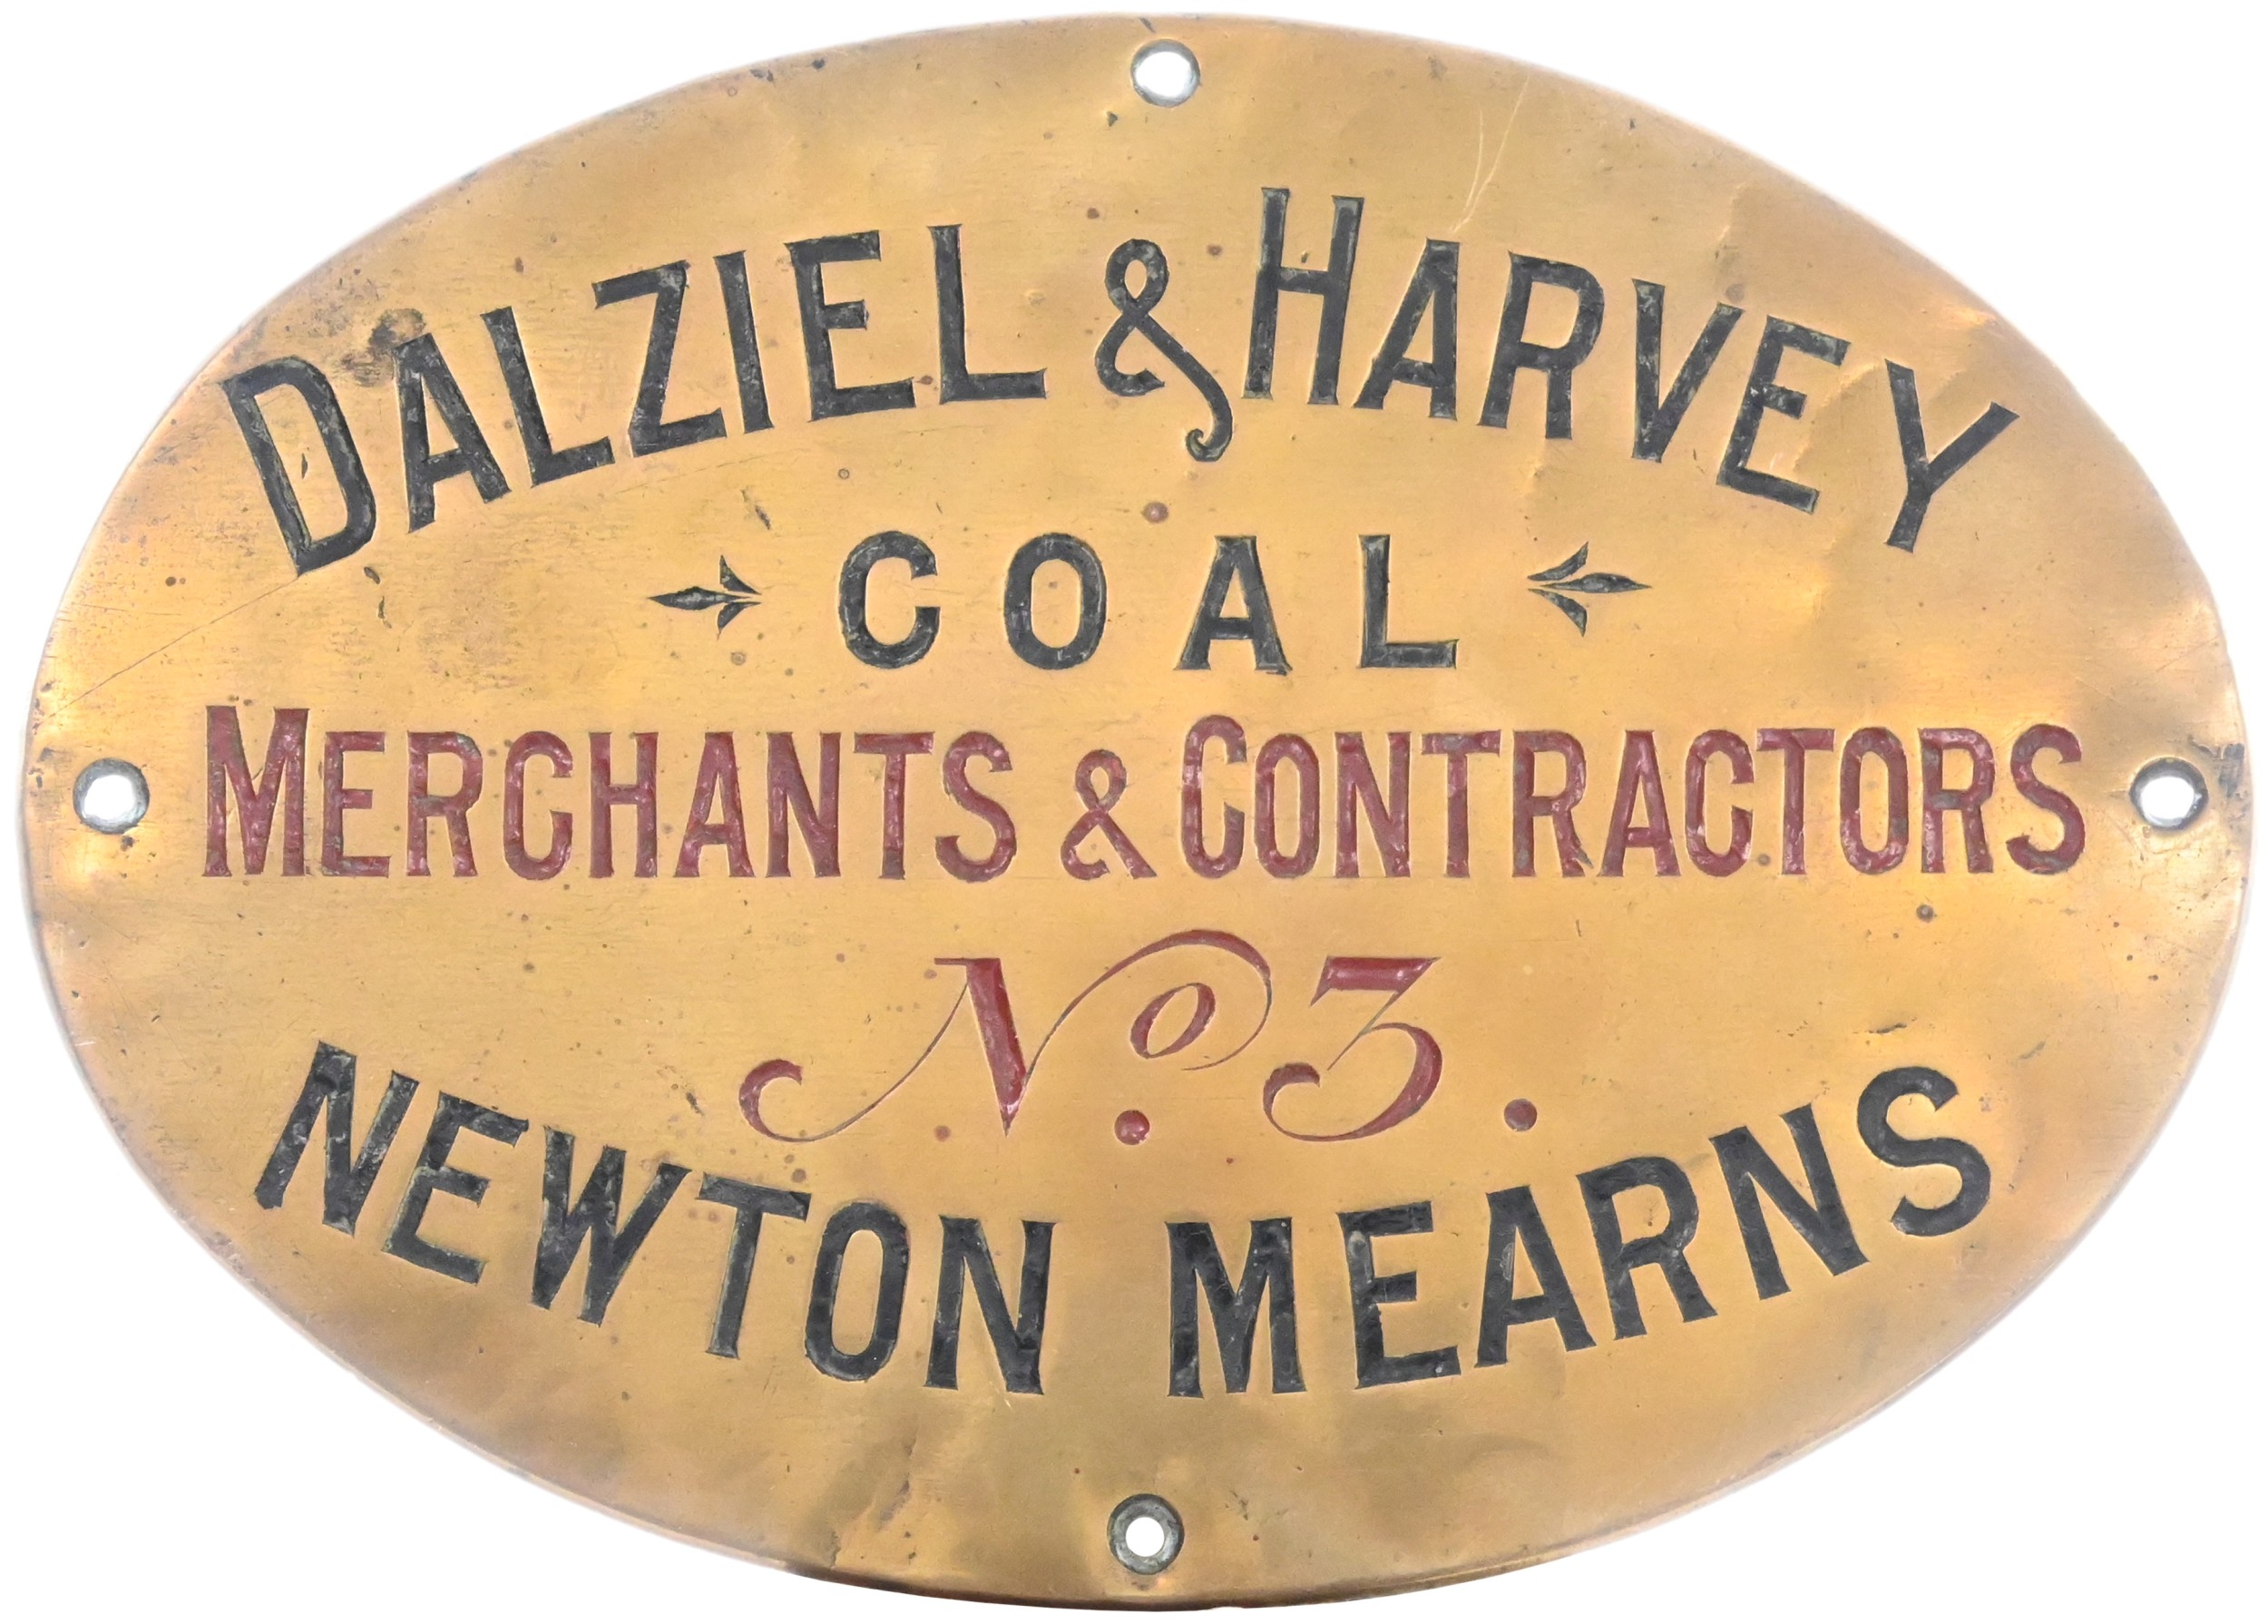 DALZIEL & HARVEY
COAL
MERCHANTS & CONTRACTORS
No. 3.
NEWTON MEARNS